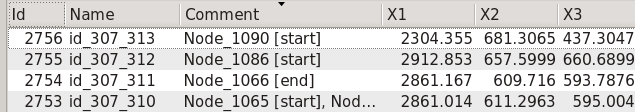 Id Name Comment X1 X2 X3
2756 id_307_313 Node_1090 [start] 2304.355 681.3065 437.3047
2755 id_307_312 Node_1086 [start] 2912.853 657.5999 660.6899
2754 id_307_311 Node_1066 [end] 2861.167 609.716 593.7876
2753 id_307_310 Node_1065 [start], Nod... 2861.014 611.2963 595.004